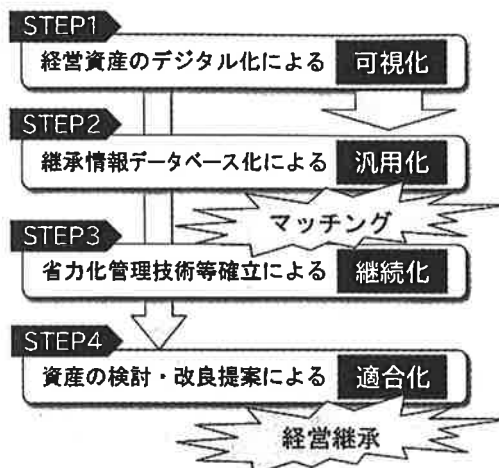 STEP1
経営資産のデジタル化による 可視化
STEP2
継承情報データベース化による 汎用化
マッチング
STEP3
省力化管理技術等確立による 継続化
STEP4
資産の検討・改良提案による 適合化
経営継承